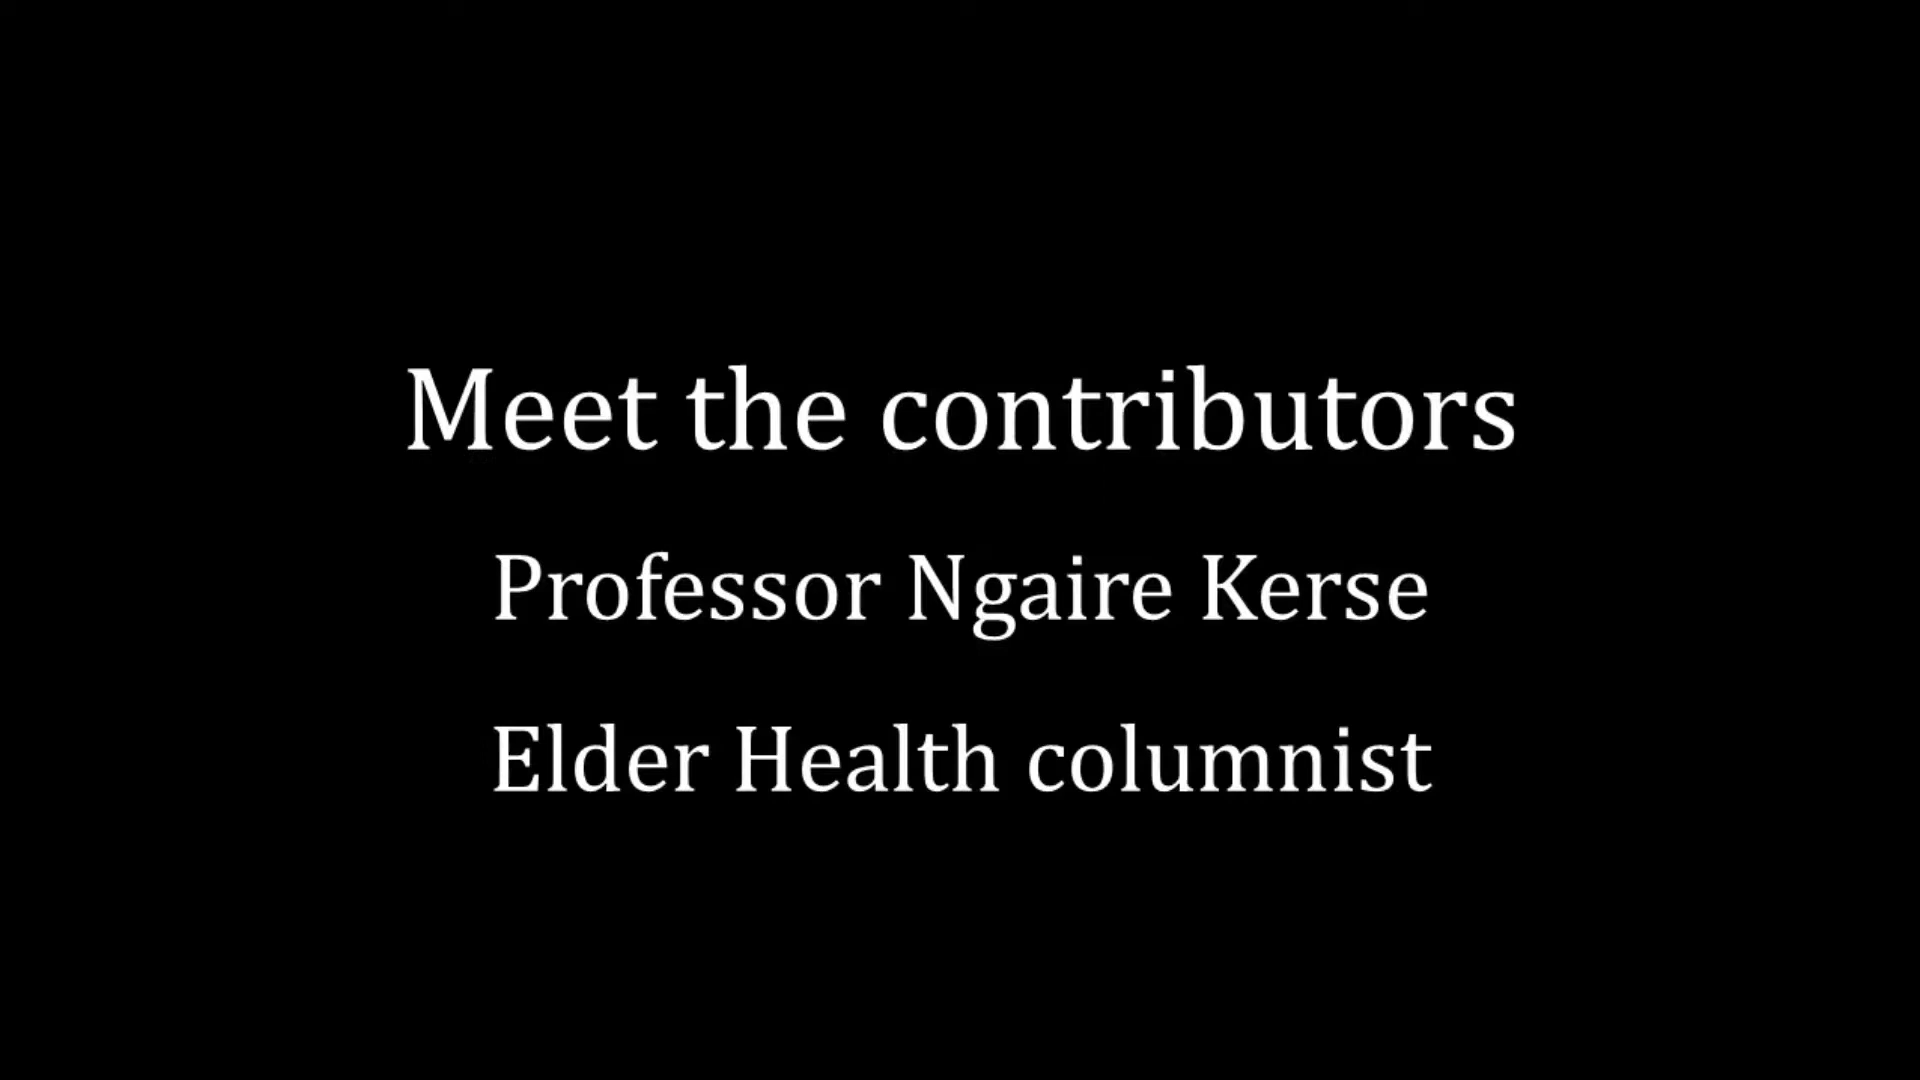 Meet the contributors
Professor Ngaire Kerse
Elder Health columnist